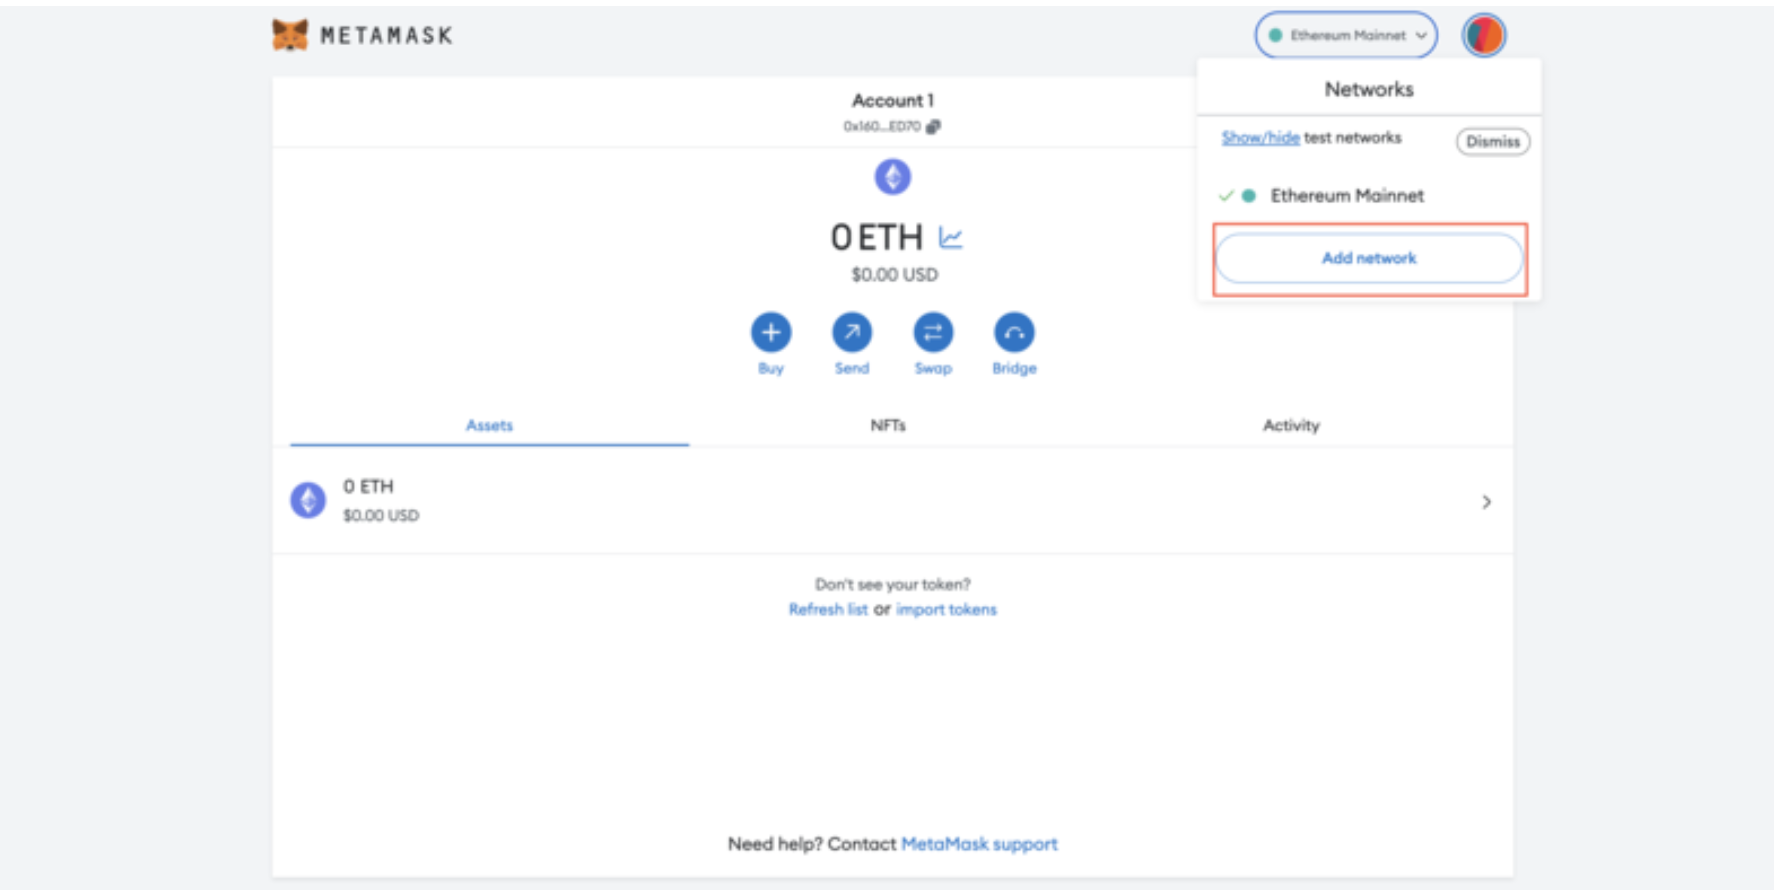 METAMASK
Ethereum Mainnet
Account 1
0x160...ED70
Networks
Show/hide test networks
Dismiss
Ethereum Mainnet
Add network
0 ETH
$0.00 USD
Buy Send Swap Bridge
Assets NFTs Activity
0 ETH
$0.00 USD
Don't see your token?
Refresh list or import tokens
Need help? Contact MetaMask support